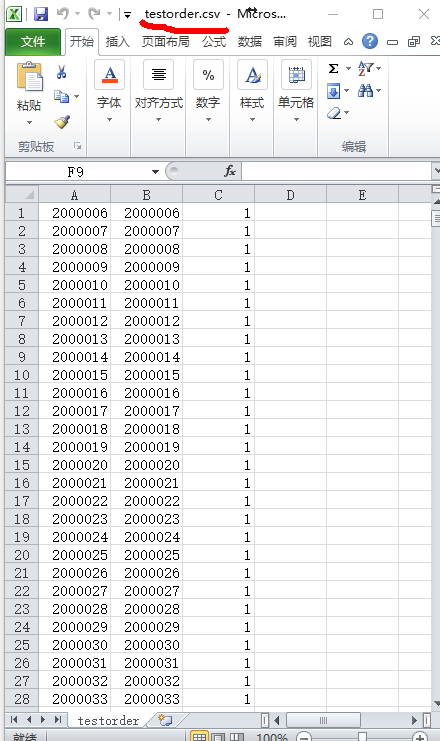 testorder.csv - Micros...
文件 开始 插入 页面布局 公式 数据 审阅 视图
粘贴 字体 对齐方式 数字 样式 单元格
剪贴板 编辑
F9 fx
A B C D E
1 2000006 2000006 1
2 2000007 2000007 1
3 2000008 2000008 1
4 2000009 2000009 1
5 2000010 2000010 1
6 2000011 2000011 1
7 2000012 2000012 1
8 2000013 2000013 1
9 2000014 2000014 1
10 2000015 2000015 1
11 2000016 2000016 1
12 2000017 2000017 1
13 2000018 2000018 1
14 2000019 2000019 1
15 2000020 2000020 1
16 2000021 2000021 1
17 2000022 2000022 1
18 2000023 2000023 1
19 2000024 2000024 1
20 2000025 2000025 1
21 2000026 2000026 1
22 2000027 2000027 1
23 2000028 2000028 1
24 2000029 2000029 1
25 2000030 2000030 1
26 2000031 2000031 1
27 2000032 2000032 1
28 2000033 2000033 1
testorder
就绪 100%